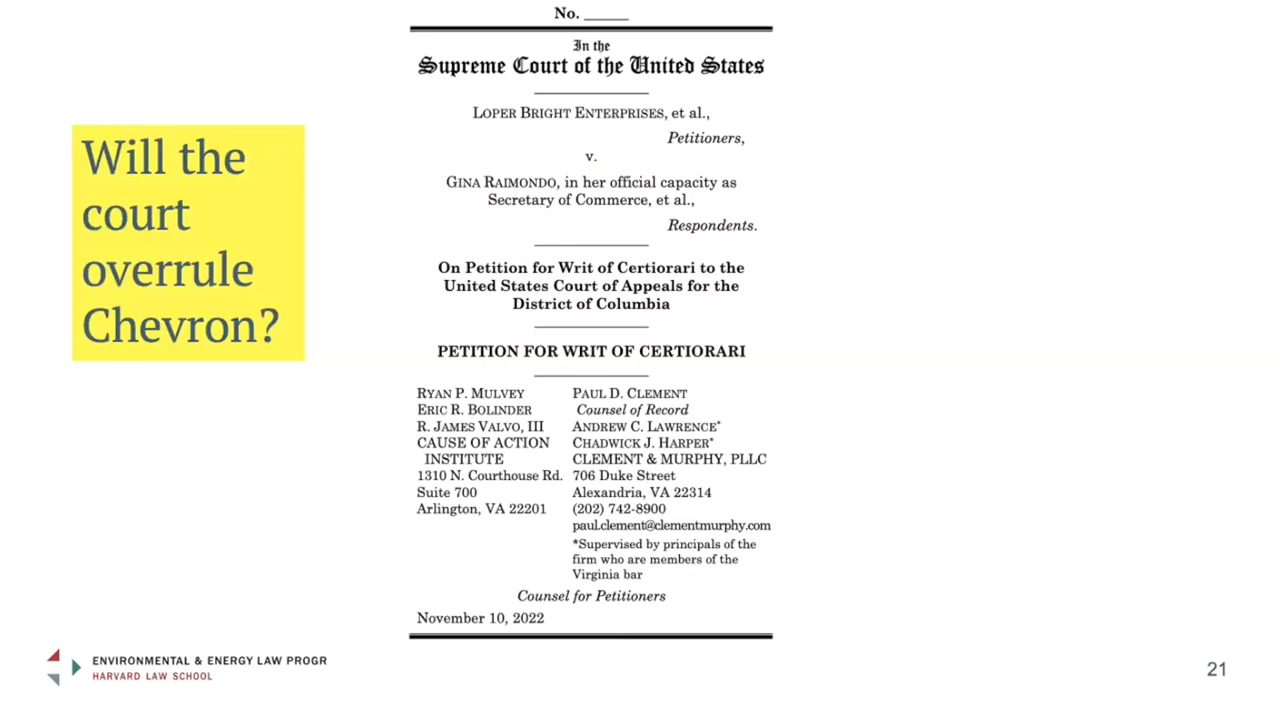 Will the
court
overrule
Chevron?
No. ______
In the
Supreme Court of the United States
LOPER BRIGHT ENTERPRISES, et al.,
Petitioners,
v.
GINA RAIMONDO, in her official capacity as
Secretary of Commerce, et al.,
Respondents.
On Petition for Writ of Certiorari to the
United States Court of Appeals for the
District of Columbia
PETITION FOR WRIT OF CERTIORARI
RYAN P. MULVEY
ERIC R. BOLINDER
R. JAMES VALVO, III
CAUSE OF ACTION
INSTITUTE
1310 N. Courthouse Rd.
Suite 700
Arlington, VA 22201
PAUL D. CLEMENT
Counsel of Record
ANDREW C. LAWRENCE*
CHADWICK J. HARPER*
CLEMENT & MURPHY, PLLC
706 Duke Street
Alexandria, VA 22314
(202) 742-8900
paul.clement@clementmurphy.com
*Supervised by principals of the
firm who are members of the
Virginia bar
Counsel for Petitioners
November 10, 2022
ENVIRONMENTAL & ENERGY LAW PROGR
HARVARD LAW SCHOOL
21